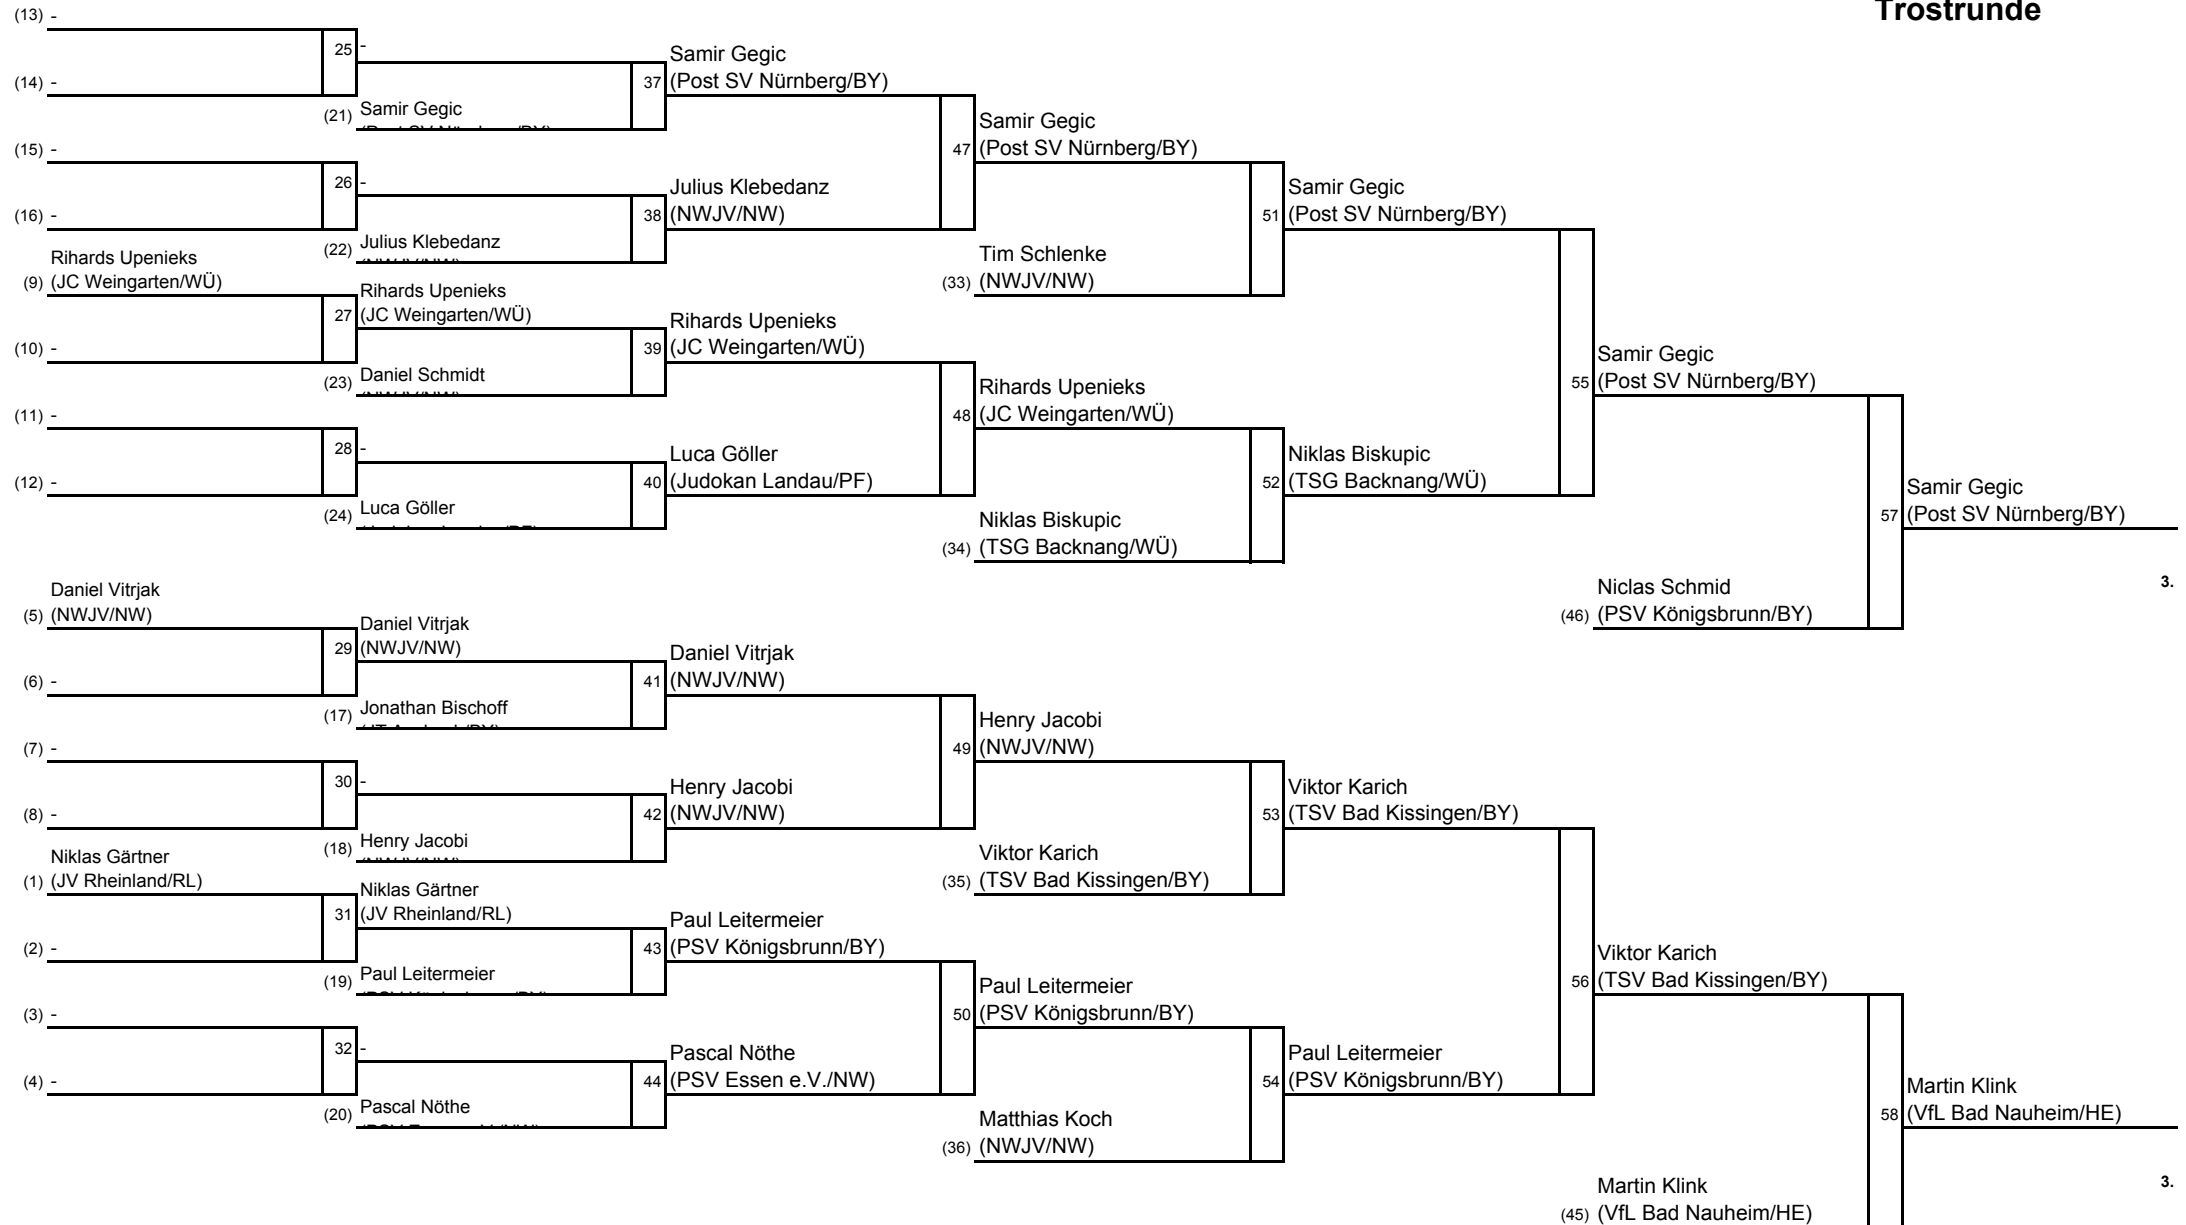 Trostrunde
(13) -
25 -
(14) -
(21) Samir Gegic
37 Samir Gegic
(Post SV Nürnberg/BY)
(15) -
26 -
(16) -
(22) Julius Klebedanz
38 Julius Klebedanz
(NWJV/NW)
47 Samir Gegic
(Post SV Nürnberg/BY)
(33) Tim Schlenke
(NWJV/NW)
51 Samir Gegic
(Post SV Nürnberg/BY)
(9) Rihards Upenieks
(JC Weingarten/WÜ)
27 Rihards Upenieks
(JC Weingarten/WÜ)
(10) -
(23) Daniel Schmidt
39 Rihards Upenieks
(JC Weingarten/WÜ)
(11) -
28 -
(12) -
(24) Luca Göller
40 Luca Göller
(Judokan Landau/PF)
48 Rihards Upenieks
(JC Weingarten/WÜ)
(34) Niklas Biskupic
(TSG Backnang/WÜ)
52 Niklas Biskupic
(TSG Backnang/WÜ)
55 Samir Gegic
(Post SV Nürnberg/BY)
(46) Niclas Schmid
(PSV Königsbrunn/BY)
57 Samir Gegic
(Post SV Nürnberg/BY)
3.
(5) Daniel Vitrjak
(NWJV/NW)
29 Daniel Vitrjak
(NWJV/NW)
(6) -
(17) Jonathan Bischoff
41 Daniel Vitrjak
(NWJV/NW)
(7) -
30 -
(8) -
(18) Henry Jacobi
42 Henry Jacobi
(NWJV/NW)
49 Henry Jacobi
(NWJV/NW)
(35) Viktor Karich
(TSV Bad Kissingen/BY)
53 Viktor Karich
(TSV Bad Kissingen/BY)
(1) Niklas Gärtner
(JV Rheinland/RL)
31 Niklas Gärtner
(JV Rheinland/RL)
(2) -
(19) Paul Leitermeier
43 Paul Leitermeier
(PSV Königsbrunn/BY)
(3) -
32 -
(4) -
(20) Pascal Nöthe
44 Pascal Nöthe
(PSV Essen e.V./NW)
50 Paul Leitermeier
(PSV Königsbrunn/BY)
(36) Matthias Koch
(NWJV/NW)
54 Paul Leitermeier
(PSV Königsbrunn/BY)
56 Viktor Karich
(TSV Bad Kissingen/BY)
(45) Martin Klink
(VfL Bad Nauheim/HE)
58 Martin Klink
(VfL Bad Nauheim/HE)
3.